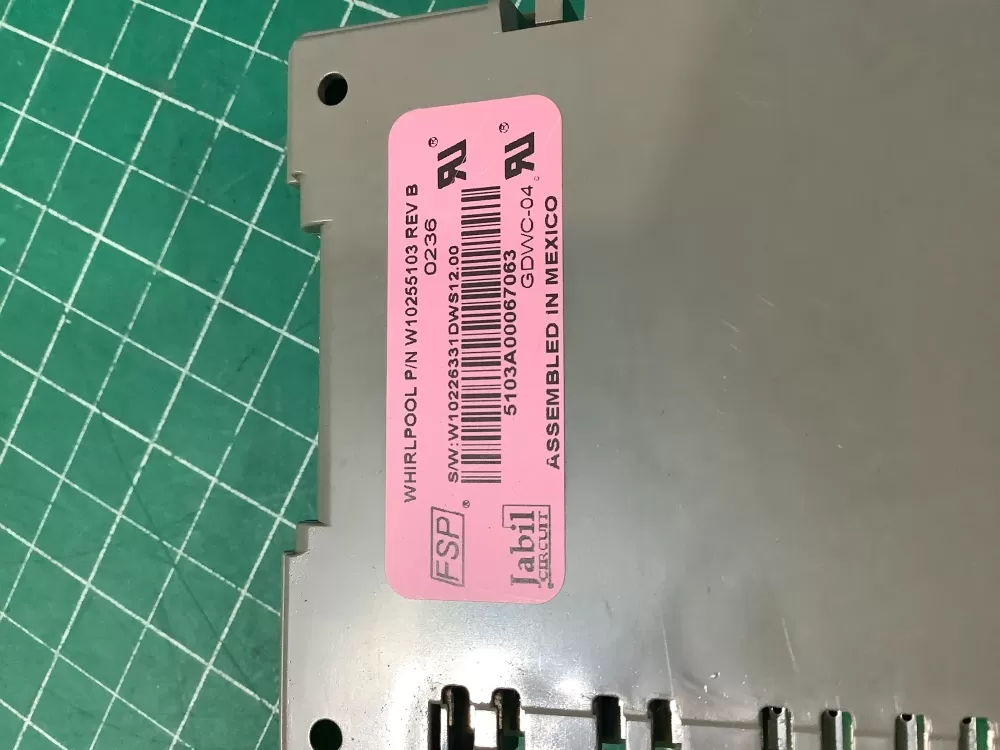 WHIRLPOOL P/N W10255103 REV B
0236
S/W:W10226331DWS12.00
5103A00067063
GDWC-04
ASSEMBLED IN MEXICO
FSP®
Jabil
CIRCUIT